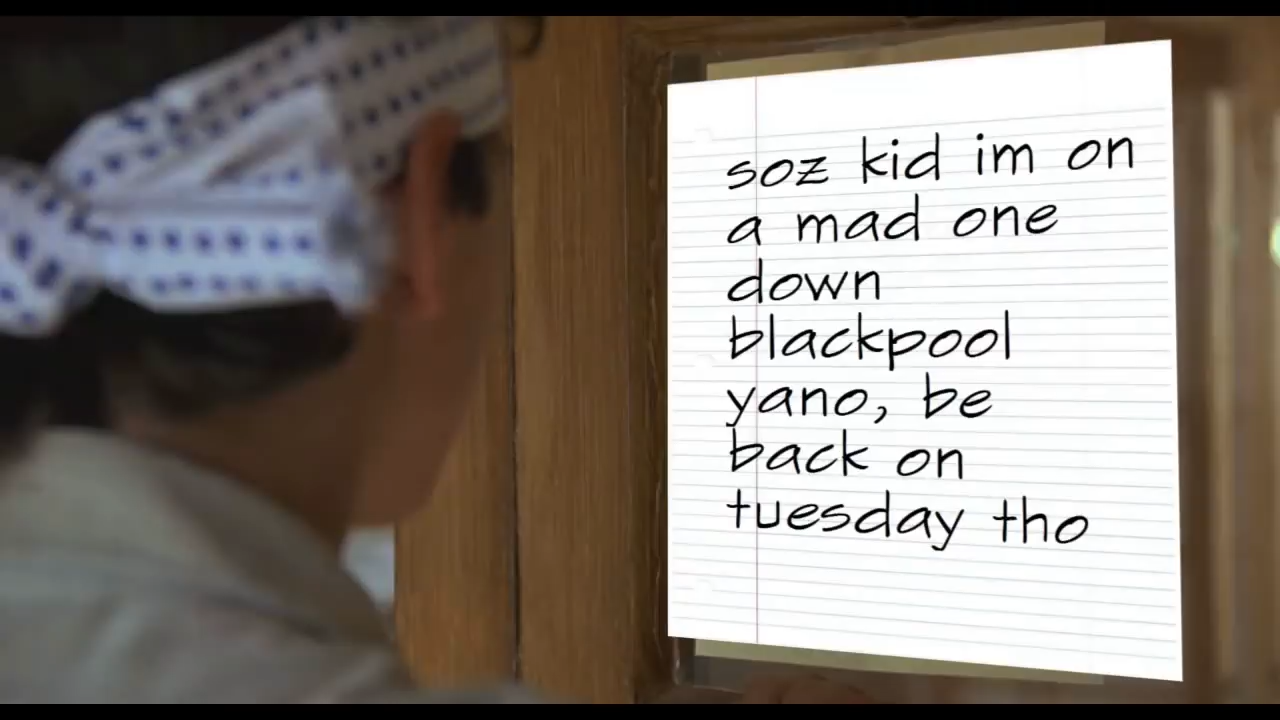 soz kid im on
a mad one
down
blackpool
yano, be
back on
tuesday tho